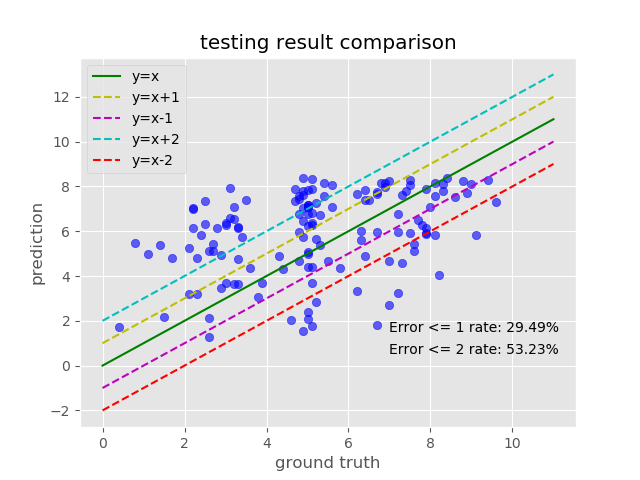 testing result comparison
y=x
y=x+1
y=x-1
y=x+2
y=x-2
12
10
8
6
4
2
0
−2
prediction
Error <= 1 rate: 29.49%
Error <= 2 rate: 53.23%
0 2 4 6 8 10
ground truth